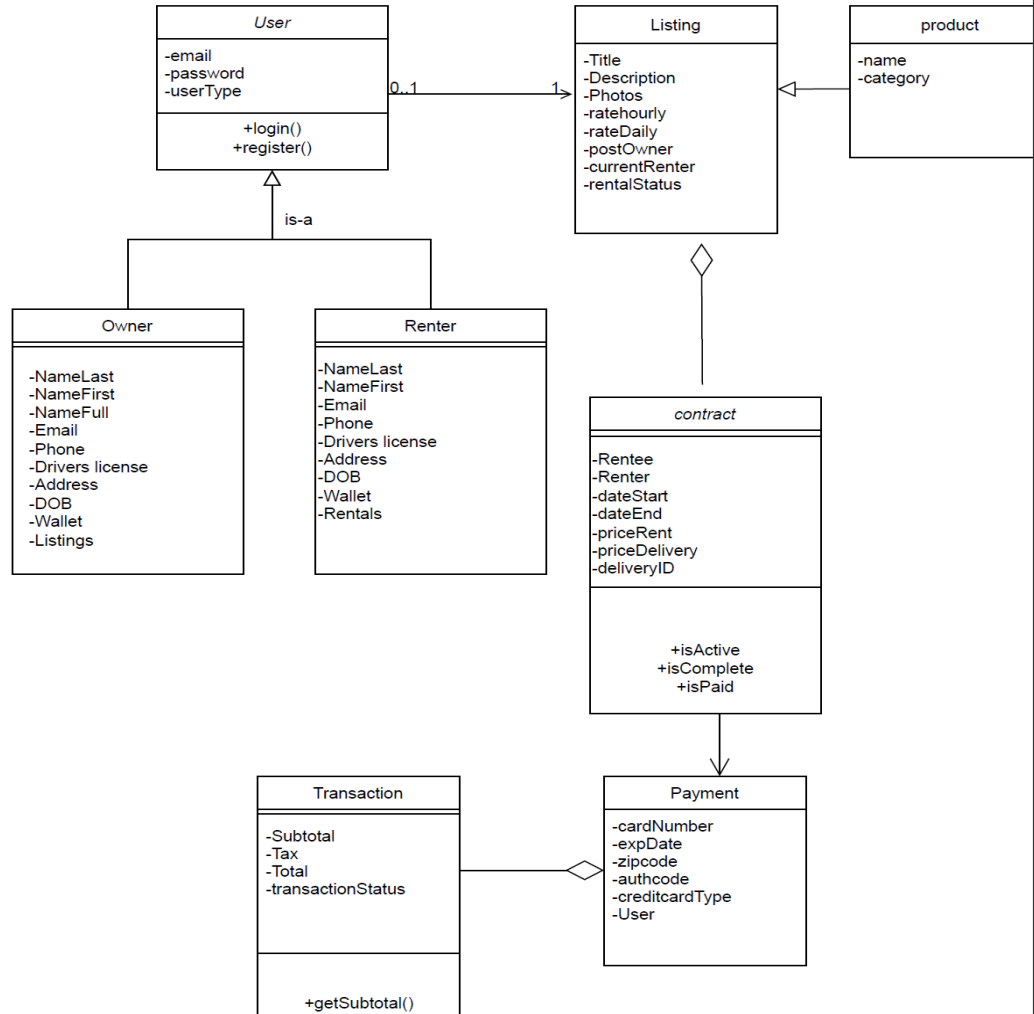 User
-email
-password
-userType
+login()
+register()
0..1
1
Listing
-Title
-Description
-Photos
-ratehourly
-rateDaily
-postOwner
-currentRenter
-rentalStatus
product
-name
-category
is-a
Owner
-NameLast
-NameFirst
-NameFull
-Email
-Phone
-Drivers license
-Address
-DOB
-Wallet
-Listings
Renter
-NameLast
-NameFirst
-Email
-Phone
-Drivers license
-Address
-DOB
-Wallet
-Rentals
contract
-Rentee
-Renter
-dateStart
-dateEnd
-priceRent
-priceDelivery
-deliveryID
+isActive
+isComplete
+isPaid
Transaction
-Subtotal
-Tax
-Total
-transactionStatus
+getSubtotal()
Payment
-cardNumber
-expDate
-zipcode
-authcode
-creditcardType
-User